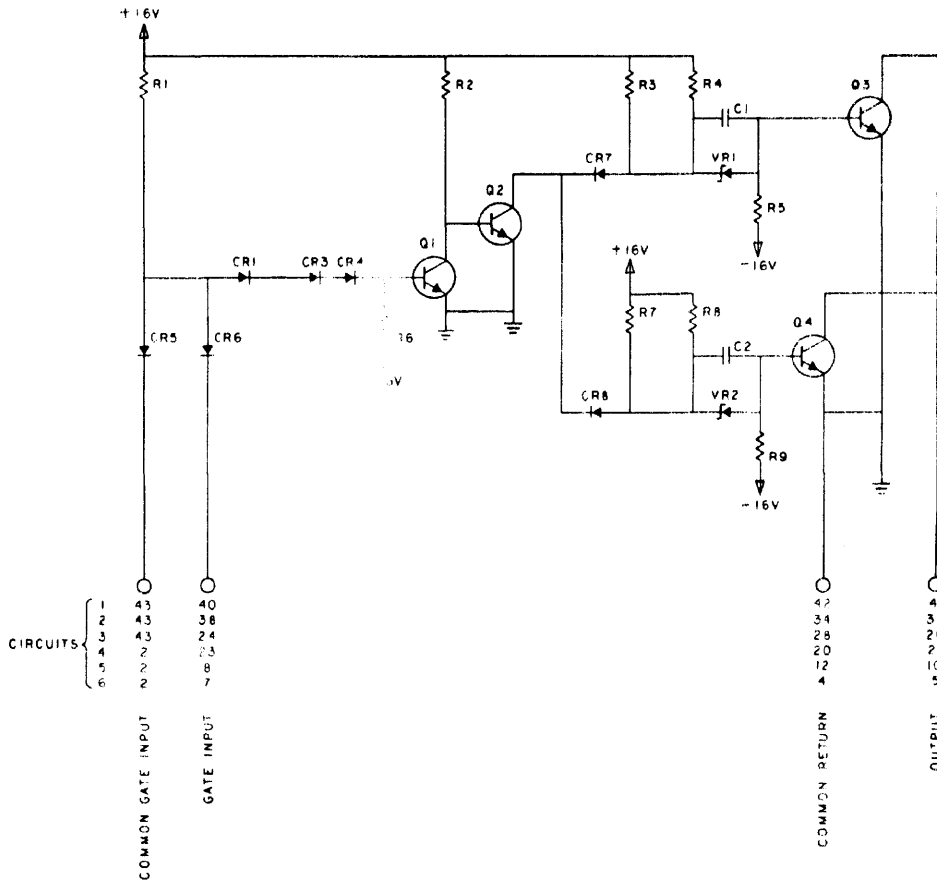 +16V
R1
R2
R3
R4
C1
Q3
CR7
VR1
Q2
R5
Q1
-16V
+16V
CR1
CR3
CR4
R7
R8
Q4
CR5
CR6
C2
CR8
VR2
R9
-16V
CIRCUITS
1 43 40 42
2 43 38 34
3 43 24 28
4 2 23 20
5 2 8 12
6 2 7 4
COMMON GATE INPUT
GATE INPUT
COMMON RETURN
OUTPUT